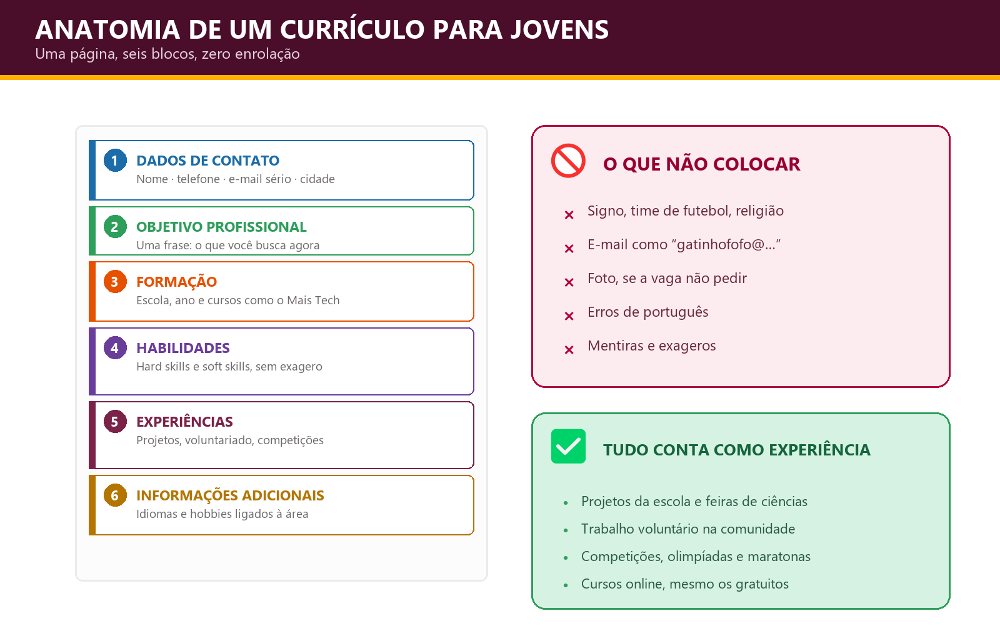 ANATOMIA DE UM CURRÍCULO PARA JOVENS
Uma página, seis blocos, zero enrolação
1
DADOS DE CONTATO
Nome · telefone · e-mail sério · cidade
2
OBJETIVO PROFISSIONAL
Uma frase: o que você busca agora
3
FORMAÇÃO
Escola, ano e cursos como o Mais Tech
4
HABILIDADES
Hard skills e soft skills, sem exagero
5
EXPERIÊNCIAS
Projetos, voluntariado, competições
6
INFORMAÇÕES ADICIONAIS
Idiomas e hobbies ligados à área
O QUE NÃO COLOCAR
× Signo, time de futebol, religião
× E-mail como “gatinhofofo@...”
× Foto, se a vaga não pedir
× Erros de português
× Mentiras e exageros
TUDO CONTA COMO EXPERIÊNCIA
• Projetos da escola e feiras de ciências
• Trabalho voluntário na comunidade
• Competições, olimpíadas e maratonas
• Cursos online, mesmo os gratuitos